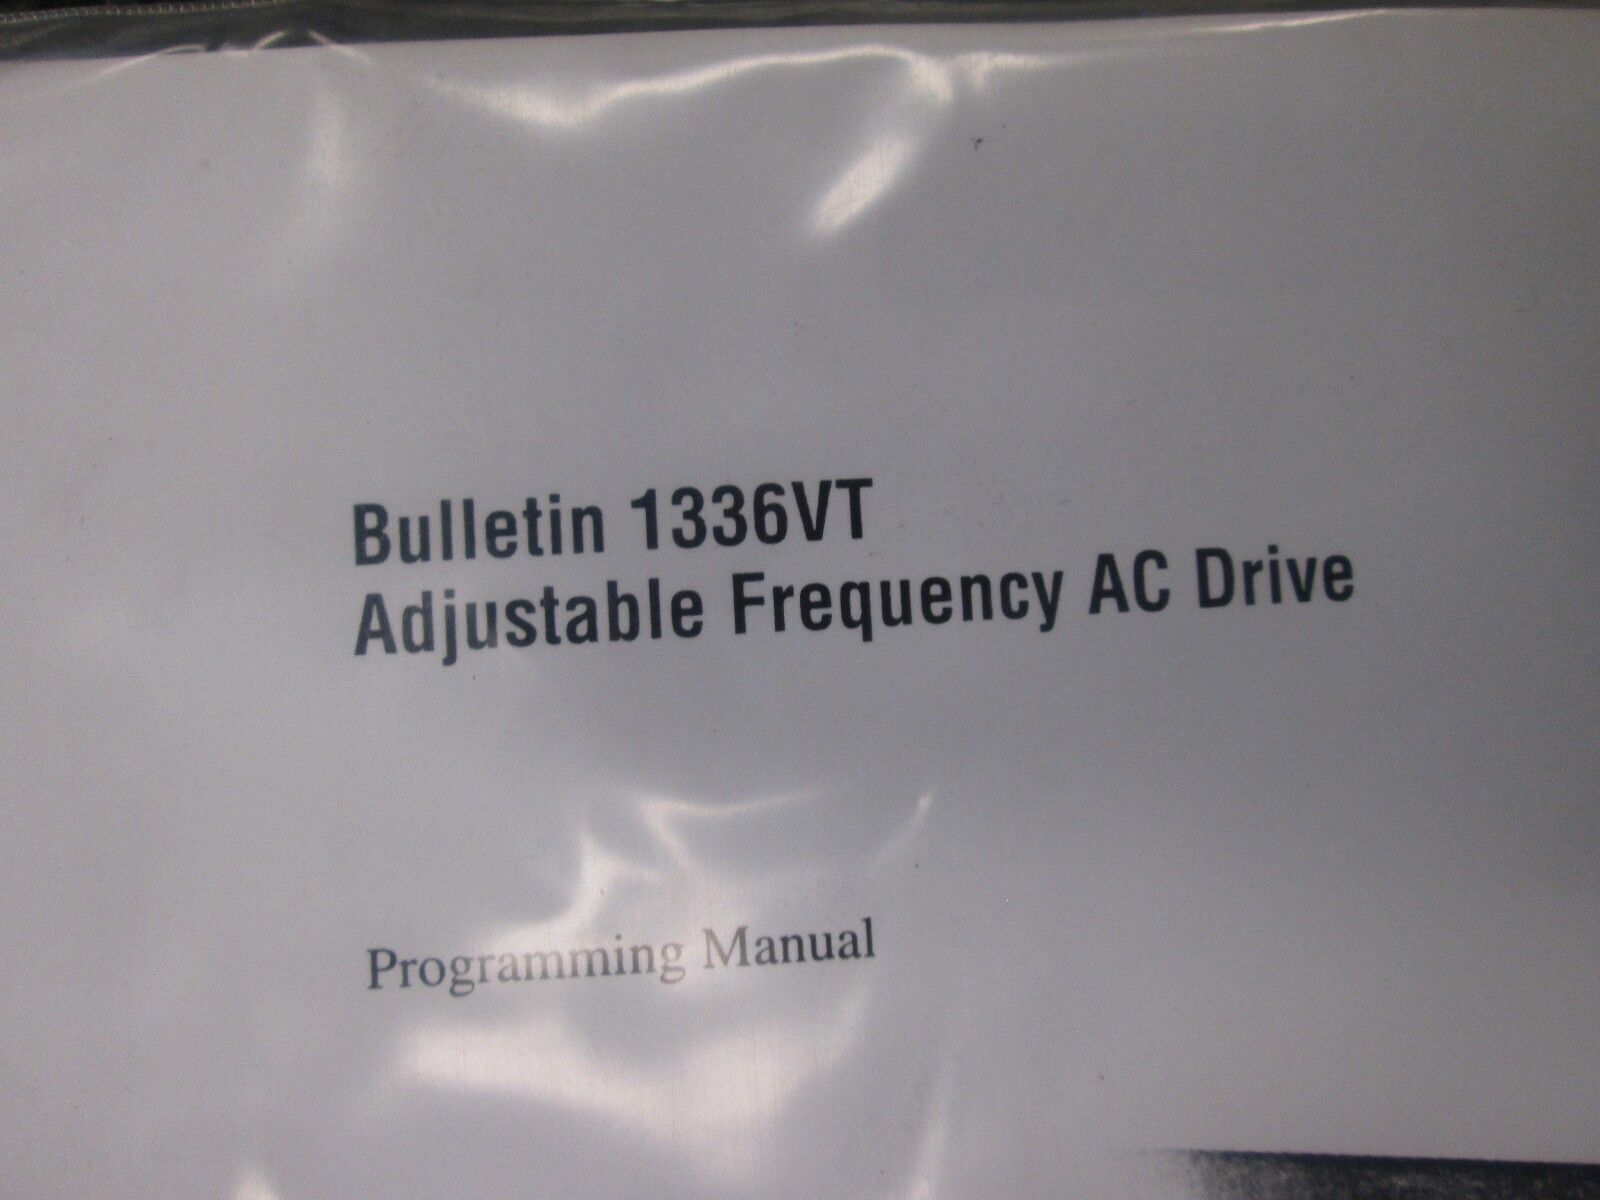 Bulletin 1336VT
Adjustable Frequency AC Drive
Programming Manual